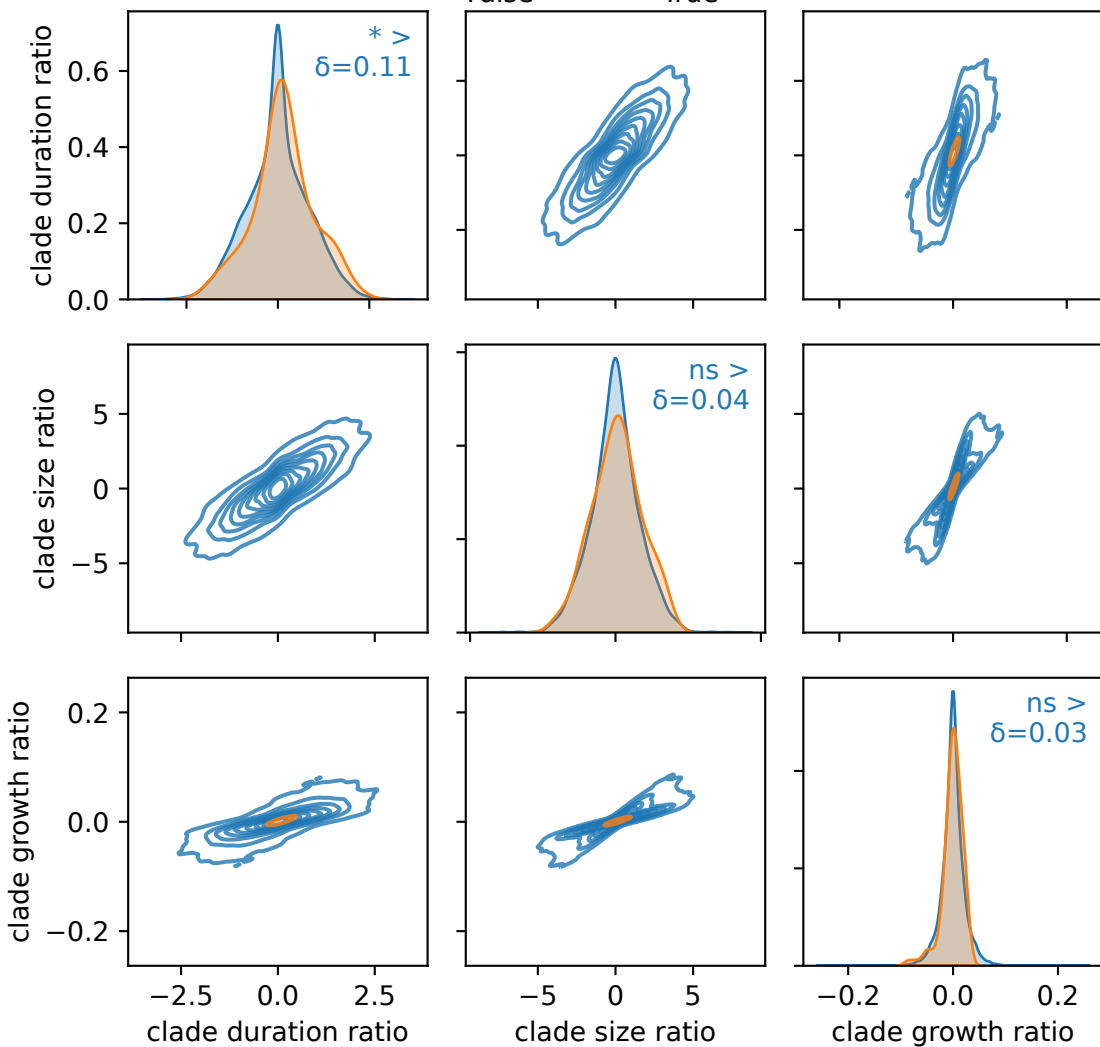 clade duration ratio
0.6
0.4
0.2
0.0
* >
δ=0.11
clade size ratio
5
0
−5
ns >
δ=0.04
clade growth ratio
0.2
0.0
−0.2
ns >
δ=0.03
−2.5 0.0 2.5
−5 0 5
−0.2 0.0 0.2
clade duration ratio
clade size ratio
clade growth ratio